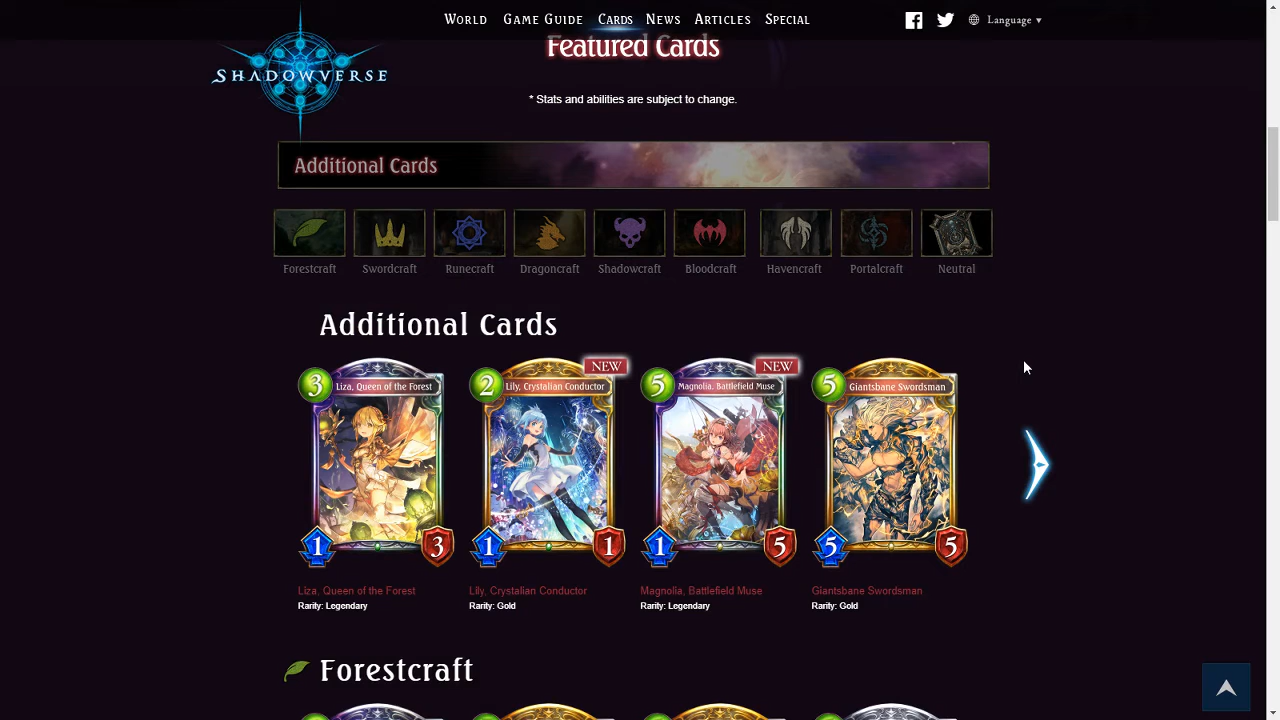 World Game Guide Cards News Articles Special
Language
Shadowverse
Featured Cards
* Stats and abilities are subject to change.
Additional Cards
Forestcraft Swordcraft Runecraft Dragoncraft Shadowcraft Bloodcraft Havencraft Portalcraft Neutral
Additional Cards
NEW NEW
3 Liza, Queen of the Forest 2 Lily, Crystalian Conductor 5 Magnolia, Battlefield Muse 5 Giantsbane Swordsman
1 3 1 1 1 5 5 5
Liza, Queen of the Forest Lily, Crystalian Conductor Magnolia, Battlefield Muse Giantsbane Swordsman
Rarity: Legendary Rarity: Gold Rarity: Legendary Rarity: Gold
Forestcraft